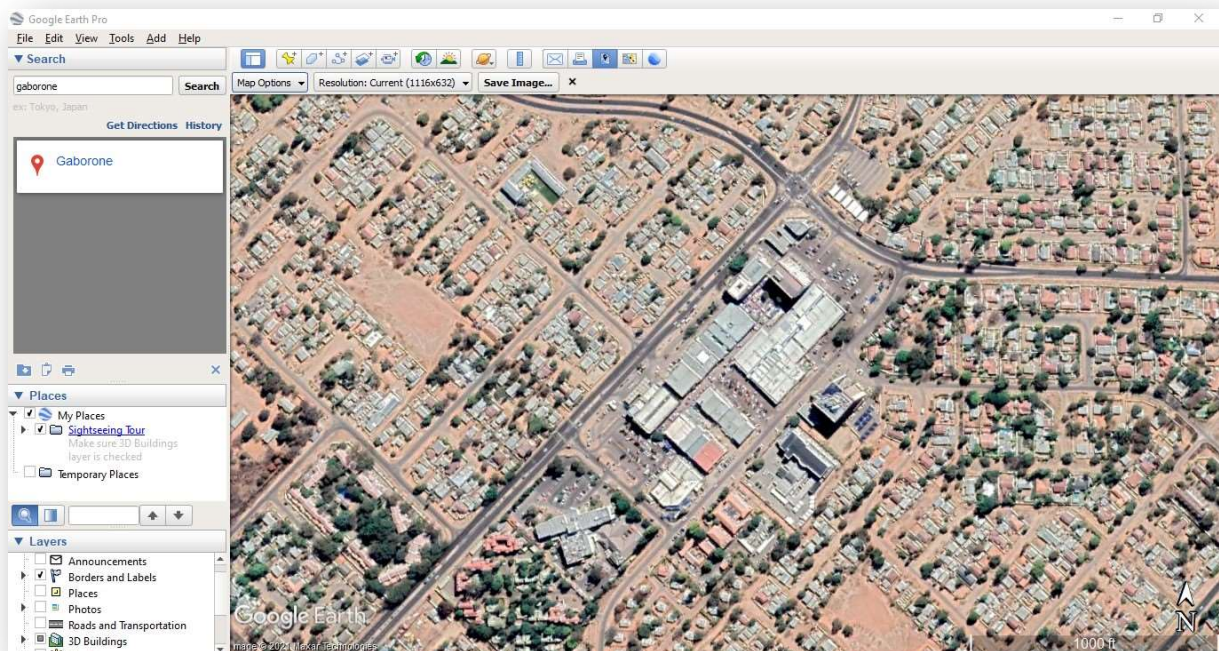 Google Earth Pro
File Edit View Tools Add Help
Search
gaborone Search
ex: Tokyo, Japan
Get Directions History
Gaborone
Map Options Resolution: Current (1116x632) Save Image...
Places
My Places
Sightseeing Tour
Make sure 3D Buildings
layer is checked
Temporary Places
Layers
Announcements
Borders and Labels
Places
Photos
Roads and Transportation
3D Buildings
Google Earth
mage © 2021 Maxar Technologies
N
1000 ft